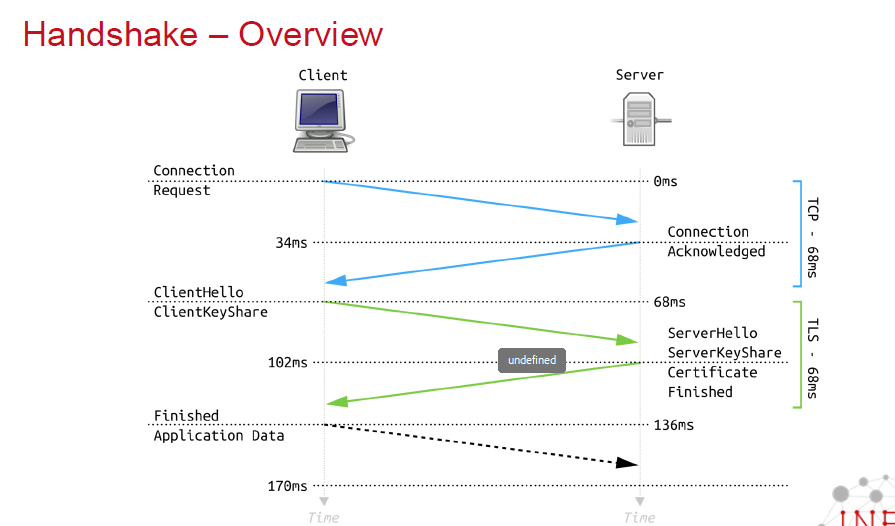 Handshake – Overview
Client
Server
Connection
Request
0ms
34ms
Connection
Acknowledged
TCP - 68ms
ClientHello
ClientKeyShare
68ms
ServerHello
ServerKeyShare
Certificate
Finished
undefined
102ms
TLS - 68ms
Finished
Application Data
136ms
170ms
Time
Time